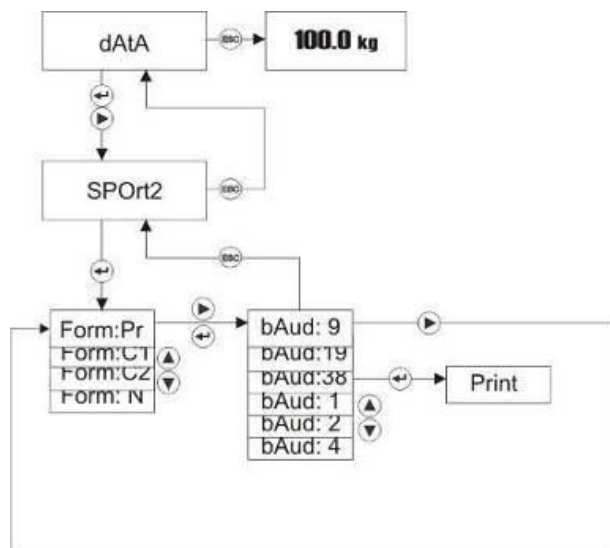 dAtA
ESC
100.0 kg
SPOrt2
ESC
ESC
Form:Pr
Form:C1
Form:C2
Form: N
bAud: 9
bAud:19
bAud:38
bAud: 1
bAud: 2
bAud: 4
Print